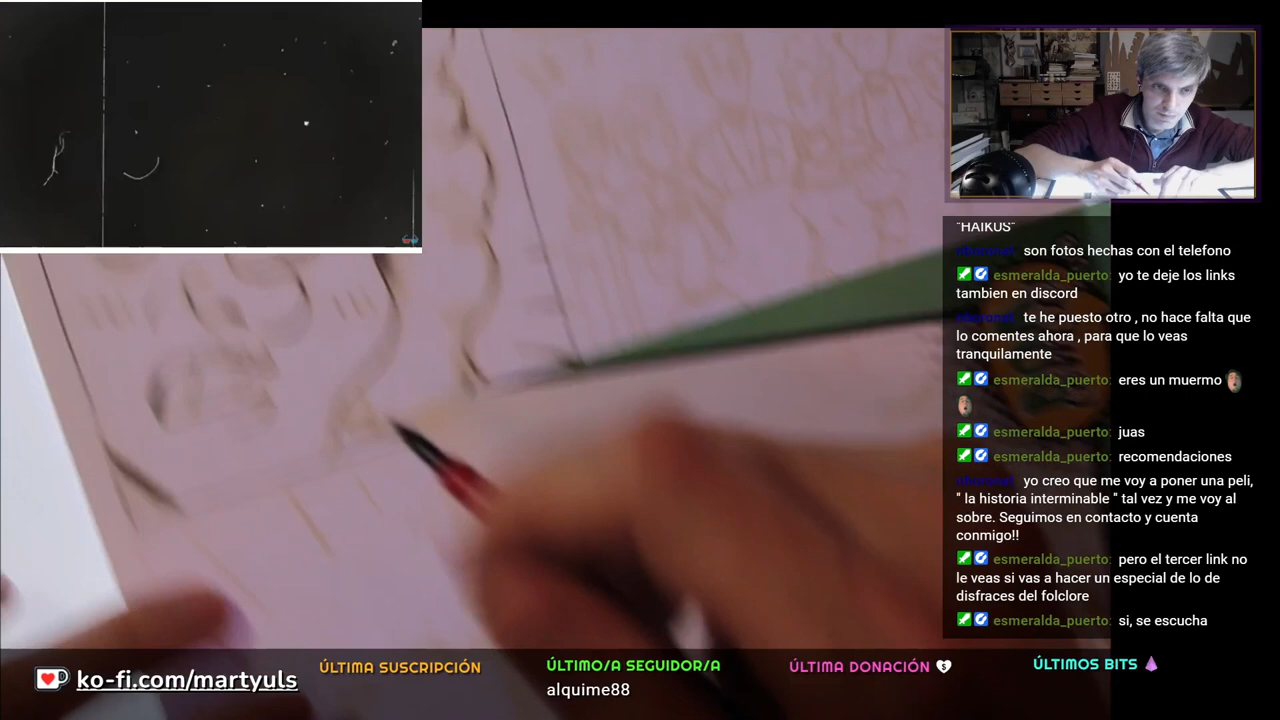 "HAIKUS"
son fotos hechas con el telefono
esmeralda_puerto: yo te deje los links
tambien en discord
te he puesto otro , no hace falta que
lo comentes ahora , para que lo veas
tranquilamente
esmeralda_puerto: eres un muermo
esmeralda_puerto: juas
esmeralda_puerto: recomendaciones
yo creo que me voy a poner una peli,
" la historia interminable " tal vez y me voy al
sobre. Seguimos en contacto y cuenta
conmigo!!
esmeralda_puerto: pero el tercer link no
le veas si vas a hacer un especial de lo de
disfraces del folclore
esmeralda_puerto: si, se escucha
ko-fi.com/martyuls
ÚLTIMA SUSCRIPCIÓN
ÚLTIMO/A SEGUIDOR/A
alquime88
ÚLTIMA DONACIÓN
ÚLTIMOS BITS